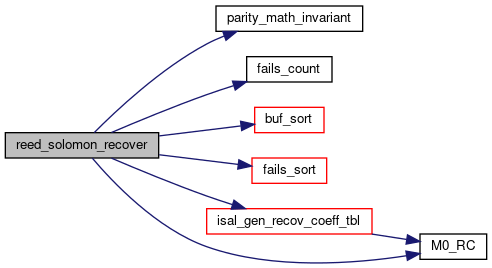 parity_math_invariant
fails_count
buf_sort
reed_solomon_recover
fails_sort
isal_gen_recov_coeff_tbl
M0_RC